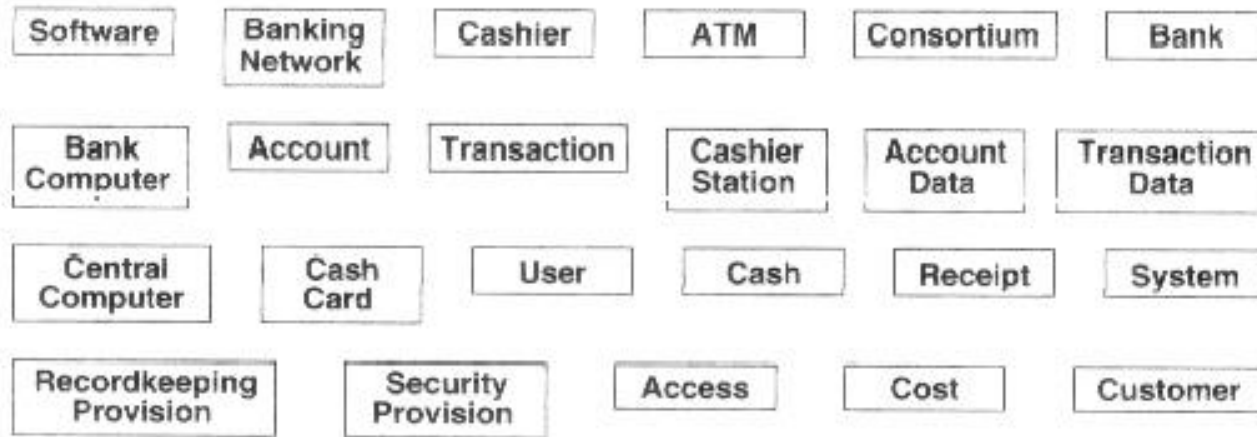 Software
Banking
Network
Cashier
ATM
Consortium
Bank
Bank
Computer
Account
Transaction
Cashier
Station
Account
Data
Transaction
Data
Central
Computer
Cash
Card
User
Cash
Receipt
System
Recordkeeping
Provision
Security
Provision
Access
Cost
Customer